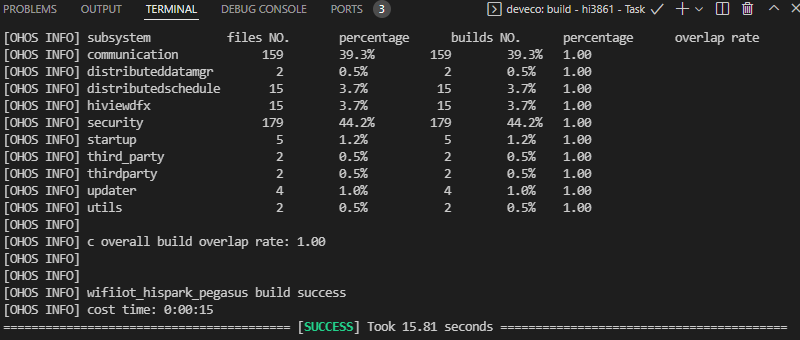 PROBLEMS OUTPUT TERMINAL DEBUG CONSOLE PORTS 3 deveco: build - hi3861 - Task
[OHOS INFO] subsystem files NO. percentage builds NO. percentage overlap rate
[OHOS INFO] communication 159 39.3% 159 39.3% 1.00
[OHOS INFO] distributeddatamgr 2 0.5% 2 0.5% 1.00
[OHOS INFO] distributedschedule 15 3.7% 15 3.7% 1.00
[OHOS INFO] hiviewdfx 15 3.7% 15 3.7% 1.00
[OHOS INFO] security 179 44.2% 179 44.2% 1.00
[OHOS INFO] startup 5 1.2% 5 1.2% 1.00
[OHOS INFO] third_party 2 0.5% 2 0.5% 1.00
[OHOS INFO] thirdparty 2 0.5% 2 0.5% 1.00
[OHOS INFO] updater 4 1.0% 4 1.0% 1.00
[OHOS INFO] utils 2 0.5% 2 0.5% 1.00
[OHOS INFO]
[OHOS INFO] c overall build overlap rate: 1.00
[OHOS INFO]
[OHOS INFO]
[OHOS INFO] wifiiot_hispark_pegasus build success
[OHOS INFO] cost time: 0:00:15
========================================= [SUCCESS] Took 15.81 seconds =========================================